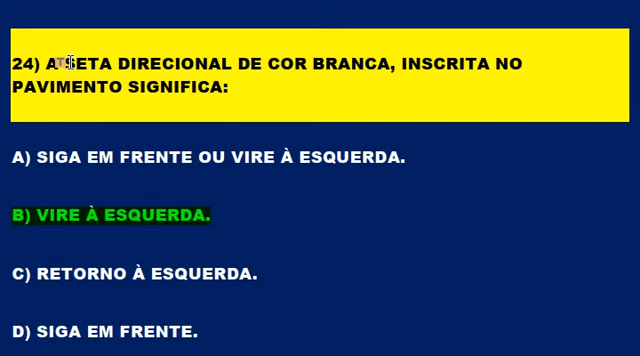 24) A SETA DIRECIONAL DE COR BRANCA, INSCRITA NO
PAVIMENTO SIGNIFICA:
A) SIGA EM FRENTE OU VIRE À ESQUERDA.
B) VIRE À ESQUERDA.
C) RETORNO À ESQUERDA.
D) SIGA EM FRENTE.